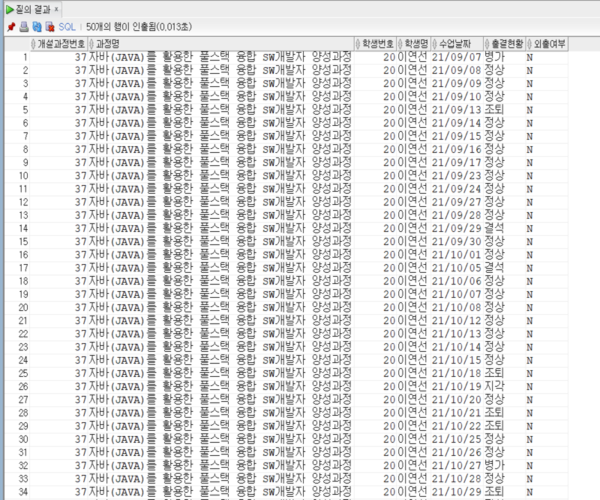 질의 결과 ×
SQL | 50개의 행이 인출됨(0,013초)
개설과정번호 과정명 학생번호 학생명 수업날짜 출결현황 외출여부
1 37 자바(JAVA)를 활용한 풀스택 융합 SW개발자 양성과정 20 이연선 21/09/07 병가 N
2 37 자바(JAVA)를 활용한 풀스택 융합 SW개발자 양성과정 20 이연선 21/09/08 정상 N
3 37 자바(JAVA)를 활용한 풀스택 융합 SW개발자 양성과정 20 이연선 21/09/09 정상 N
4 37 자바(JAVA)를 활용한 풀스택 융합 SW개발자 양성과정 20 이연선 21/09/10 정상 N
5 37 자바(JAVA)를 활용한 풀스택 융합 SW개발자 양성과정 20 이연선 21/09/13 조퇴 N
6 37 자바(JAVA)를 활용한 풀스택 융합 SW개발자 양성과정 20 이연선 21/09/14 정상 N
7 37 자바(JAVA)를 활용한 풀스택 융합 SW개발자 양성과정 20 이연선 21/09/15 정상 N
8 37 자바(JAVA)를 활용한 풀스택 융합 SW개발자 양성과정 20 이연선 21/09/16 정상 N
9 37 자바(JAVA)를 활용한 풀스택 융합 SW개발자 양성과정 20 이연선 21/09/17 정상 N
10 37 자바(JAVA)를 활용한 풀스택 융합 SW개발자 양성과정 20 이연선 21/09/23 정상 N
11 37 자바(JAVA)를 활용한 풀스택 융합 SW개발자 양성과정 20 이연선 21/09/24 정상 N
12 37 자바(JAVA)를 활용한 풀스택 융합 SW개발자 양성과정 20 이연선 21/09/27 정상 N
13 37 자바(JAVA)를 활용한 풀스택 융합 SW개발자 양성과정 20 이연선 21/09/28 정상 N
14 37 자바(JAVA)를 활용한 풀스택 융합 SW개발자 양성과정 20 이연선 21/09/29 결석 N
15 37 자바(JAVA)를 활용한 풀스택 융합 SW개발자 양성과정 20 이연선 21/09/30 정상 N
16 37 자바(JAVA)를 활용한 풀스택 융합 SW개발자 양성과정 20 이연선 21/10/01 정상 N
17 37 자바(JAVA)를 활용한 풀스택 융합 SW개발자 양성과정 20 이연선 21/10/05 결석 N
18 37 자바(JAVA)를 활용한 풀스택 융합 SW개발자 양성과정 20 이연선 21/10/06 정상 N
19 37 자바(JAVA)를 활용한 풀스택 융합 SW개발자 양성과정 20 이연선 21/10/07 정상 N
20 37 자바(JAVA)를 활용한 풀스택 융합 SW개발자 양성과정 20 이연선 21/10/08 정상 N
21 37 자바(JAVA)를 활용한 풀스택 융합 SW개발자 양성과정 20 이연선 21/10/12 정상 N
22 37 자바(JAVA)를 활용한 풀스택 융합 SW개발자 양성과정 20 이연선 21/10/13 정상 N
23 37 자바(JAVA)를 활용한 풀스택 융합 SW개발자 양성과정 20 이연선 21/10/14 정상 N
24 37 자바(JAVA)를 활용한 풀스택 융합 SW개발자 양성과정 20 이연선 21/10/15 정상 N
25 37 자바(JAVA)를 활용한 풀스택 융합 SW개발자 양성과정 20 이연선 21/10/18 조퇴 N
26 37 자바(JAVA)를 활용한 풀스택 융합 SW개발자 양성과정 20 이연선 21/10/19 지각 N
27 37 자바(JAVA)를 활용한 풀스택 융합 SW개발자 양성과정 20 이연선 21/10/20 정상 N
28 37 자바(JAVA)를 활용한 풀스택 융합 SW개발자 양성과정 20 이연선 21/10/21 조퇴 N
29 37 자바(JAVA)를 활용한 풀스택 융합 SW개발자 양성과정 20 이연선 21/10/22 조퇴 N
30 37 자바(JAVA)를 활용한 풀스택 융합 SW개발자 양성과정 20 이연선 21/10/25 정상 N
31 37 자바(JAVA)를 활용한 풀스택 융합 SW개발자 양성과정 20 이연선 21/10/26 정상 N
32 37 자바(JAVA)를 활용한 풀스택 융합 SW개발자 양성과정 20 이연선 21/10/27 병가 N
33 37 자바(JAVA)를 활용한 풀스택 융합 SW개발자 양성과정 20 이연선 21/10/28 정상 N
34 37 자바(JAVA)를 활용한 풀스택 융합 SW개발자 양성과정 20 이연선 21/10/29 조퇴 N